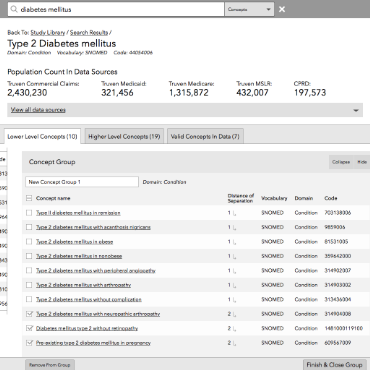 diabetes mellitus Concepts
Back To: Study Library / Search Results /
Type 2 Diabetes mellitus
Domain: Condition Vocabulary: SNOMED Code: 44054006
Population Count In Data Sources
Truven Commercial Claims: Truven Medicaid: Truven Medicare: Truven MSLR: CPRD:
2,430,230 321,456 1,315,872 432,007 197,573
View all data sources
Lower Level Concepts (10) Higher Level Concepts (19) Valid Concepts In Data (7)
Concept Group Collapse Hide
New Concept Group 1 Domain: Condition
Concept name Distance of Separation Vocabulary Domain Code
Type II diabetes mellitus in remission 1 SNOMED Condition 703138006
Type 2 diabetes mellitus with acanthosis nigricans 1 SNOMED Condition 9859006
Type 2 diabetes mellitus in obese 1 SNOMED Condition 81531005
Type 2 diabetes mellitus in nonobese 1 SNOMED Condition 359642000
Type 2 diabetes mellitus with peripheral angiopathy 1 SNOMED Condition 314902007
Type 2 diabetes mellitus with arthropathy 1 SNOMED Condition 314903002
Type 2 diabetes mellitus without complication 1 SNOMED Condition 313436004
Type 2 diabetes mellitus with neuropathic arthropathy 2 SNOMED Condition 314904008
Diabetes mellitus type 2 without retinopathy 2 SNOMED Condition 1481000119100
Pre-existing type 2 diabetes mellitus in pregnancy 2 SNOMED Condition 609567009
Remove From Group Finish & Close Group